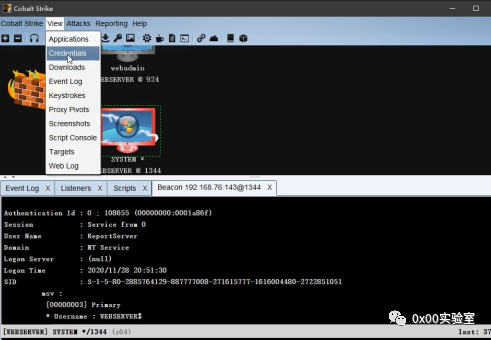 Cobalt Strike
Cobalt Strike View Attacks Reporting Help
Applications
Credentials
Downloads
Event Log
Keystrokes
Proxy Pivots
Screenshots
Script Console
Targets
Web Log
webadmin
WEBSERVER @ 924
SYSTEM *
WEBSERVER @ 1344
Event Log X Listeners X Scripts X Beacon 192.168.76.143@1344 X
Authentication Id : 0 ; 108655 (00000000:0001a86f)
Session : Service from 0
User Name : ReportServer
Domain : NT Service
Logon Server : (null)
Logon Time : 2020/11/28 20:51:30
SID : S-1-5-80-2885764129-887777008-271615777-1616004480-2722851051
msv :
[00000003] Primary
* Username : WEBSERVER$
0x00实验室
[WEBSERVER] SYSTEM */1344 (x64) last: 37